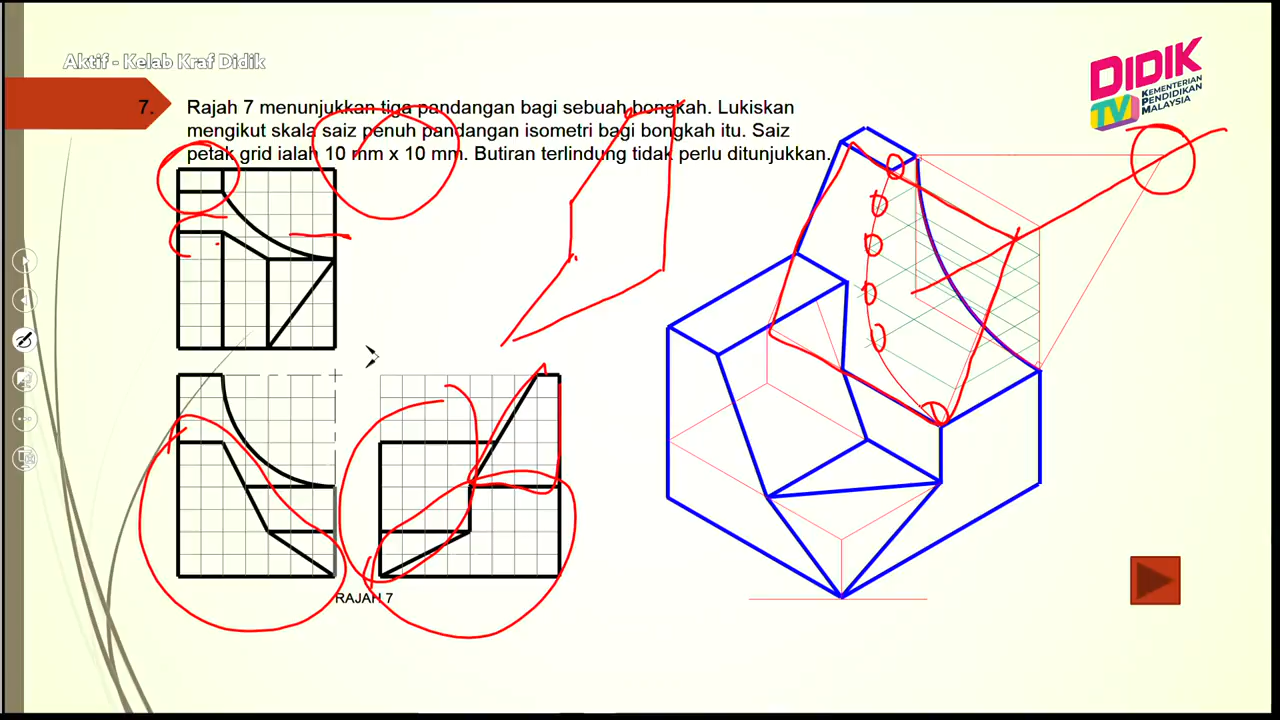 Aktif - Kelab Kraf Didik
DIDIK
TV KEMENTERIAN
PENDIDIKAN
MALAYSIA
7. Rajah 7 menunjukkan tiga pandangan bagi sebuah bongkah. Lukiskan
mengikut skala saiz penuh pandangan isometri bagi bongkah itu. Saiz
petak grid ialah 10 mm x 10 mm. Butiran terlindung tidak perlu ditunjukkan.
RAJAH 7